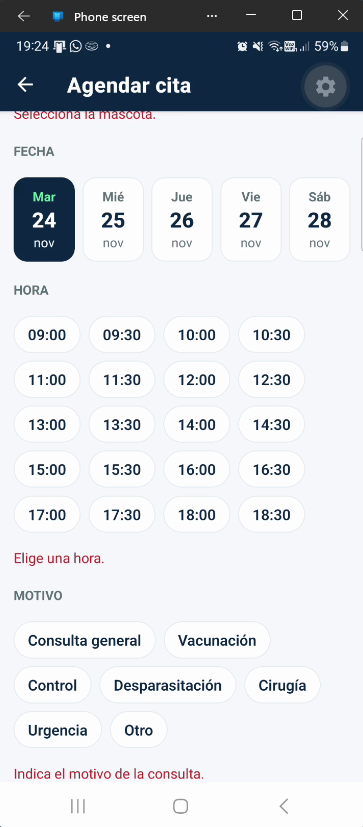 Phone screen
19:24
59%
Agendar cita
Selecciona la mascota.
FECHA
Mar Mié Jue Vie Sáb
24 25 26 27 28
nov nov nov nov nov
HORA
09:00 09:30 10:00 10:30
11:00 11:30 12:00 12:30
13:00 13:30 14:00 14:30
15:00 15:30 16:00 16:30
17:00 17:30 18:00 18:30
Elige una hora.
MOTIVO
Consulta general Vacunación
Control Desparasitación Cirugía
Urgencia Otro
Indica el motivo de la consulta.